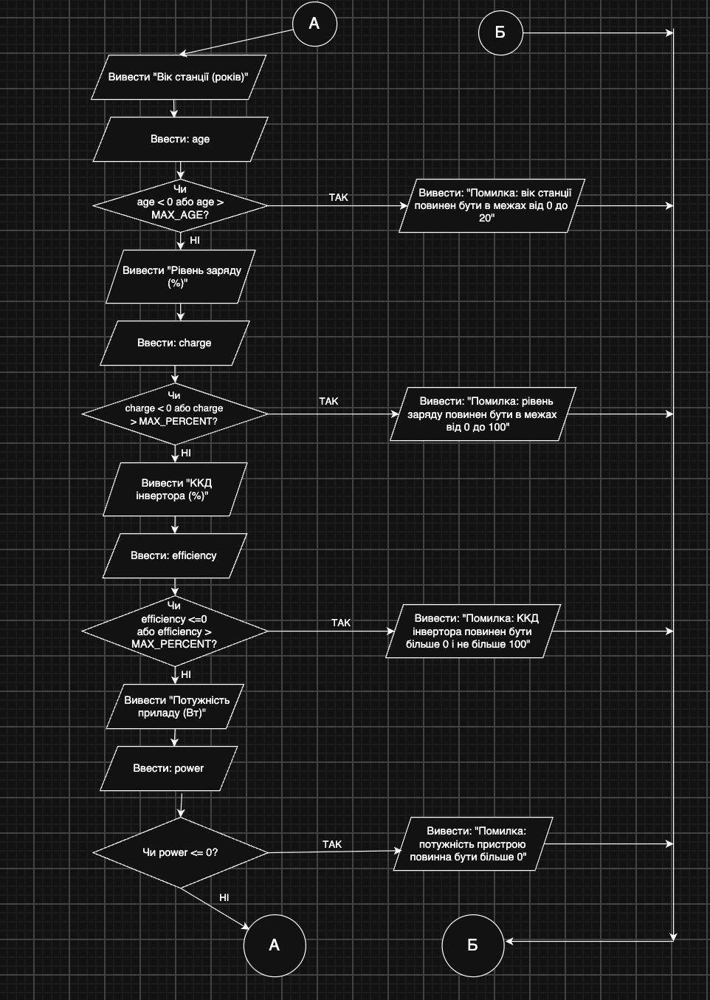 А
Б
Вивести "Вік станції (років)"
Ввести: age
Чи
age < 0 або age >
MAX_AGE?
ТАК
Вивести: "Помилка: вік станції
повинен бути в межах від 0 до
20"
НІ
Вивести "Рівень заряду
(%)"
Ввести: charge
Чи
charge < 0 або charge
> MAX_PERCENT?
ТАК
Вивести: "Помилка: рівень
заряду повинен бути в межах
від 0 до 100"
НІ
Вивести "ККД
інвертора (%)"
Ввести: efficiency
Чи
efficiency <=0
або efficiency >
MAX_PERCENT?
ТАК
Вивести: "Помилка: ККД
інвертора повинен бути
більше 0 і не більше 100"
НІ
Вивести "Потужність
приладу (Вт)"
Ввести: power
Чи power <= 0?
ТАК
Вивести: "Помилка:
потужність пристрою
повинна бути більше 0"
НІ
А
Б